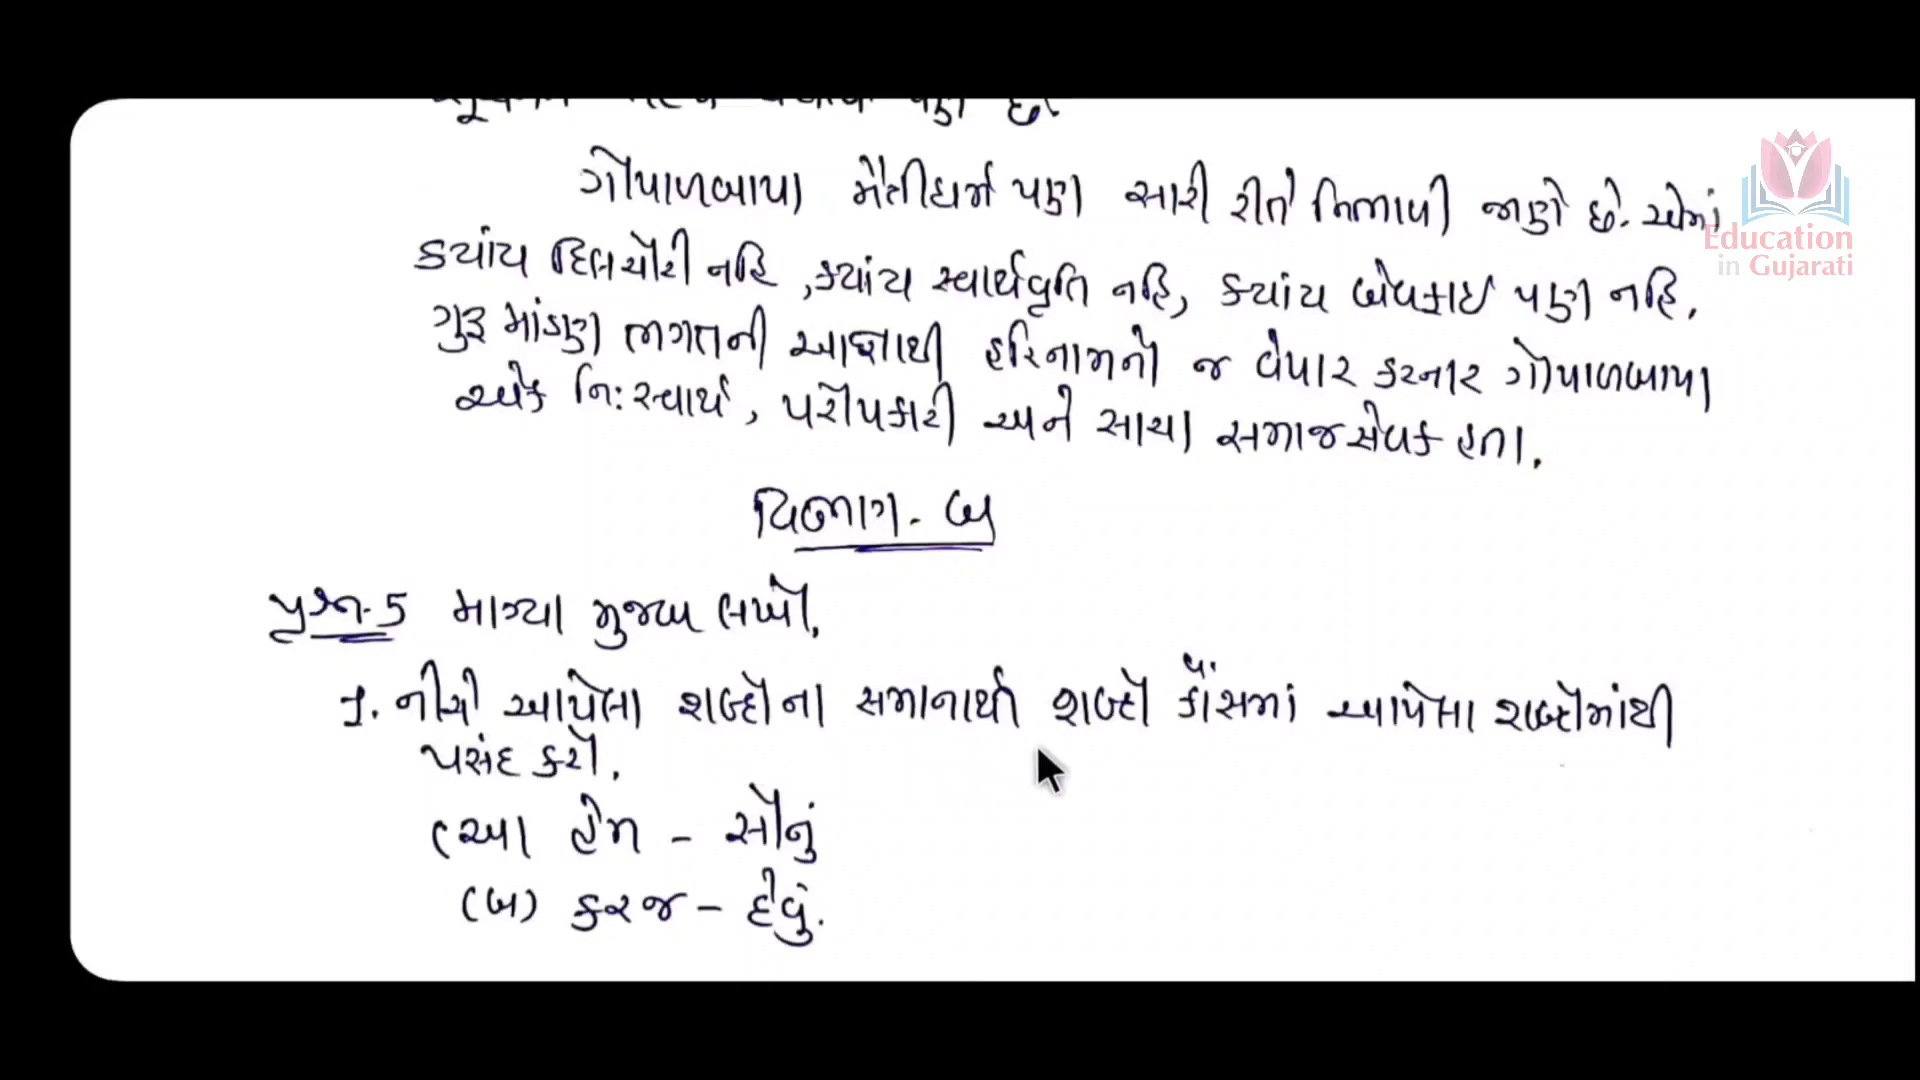 ગોપાળબાપા મૈત્રીધર્મ પણ સારી રીતે નિભાવી જાણે છે. એમાં
ક્યાંય દિલચોરી નહિ, ક્યાંય સ્વાર્થવૃત્તિ નહિ, ક્યાંય બેવફાઈ પણ નહિ.
ગુરુ માંડણ ભગતની આજ્ઞાથી હરિનામનો જ વેપાર કરનાર ગોપાળબાપા
એક નિ:સ્વાર્થ, પરોપકારી અને સાચા સમાજસેવક હતા.
વિભાગ - બ
પ્રશ્ન-5 માગ્યા મુજબ લખો.
1. નીચે આપેલા શબ્દોના સમાનાર્થી શબ્દો કૌંસમાં આપેલા શબ્દોમાંથી
પસંદ કરો.
(અ) હેમ - સોનું
(બ) કરજ - દેવું.
Education
in Gujarati